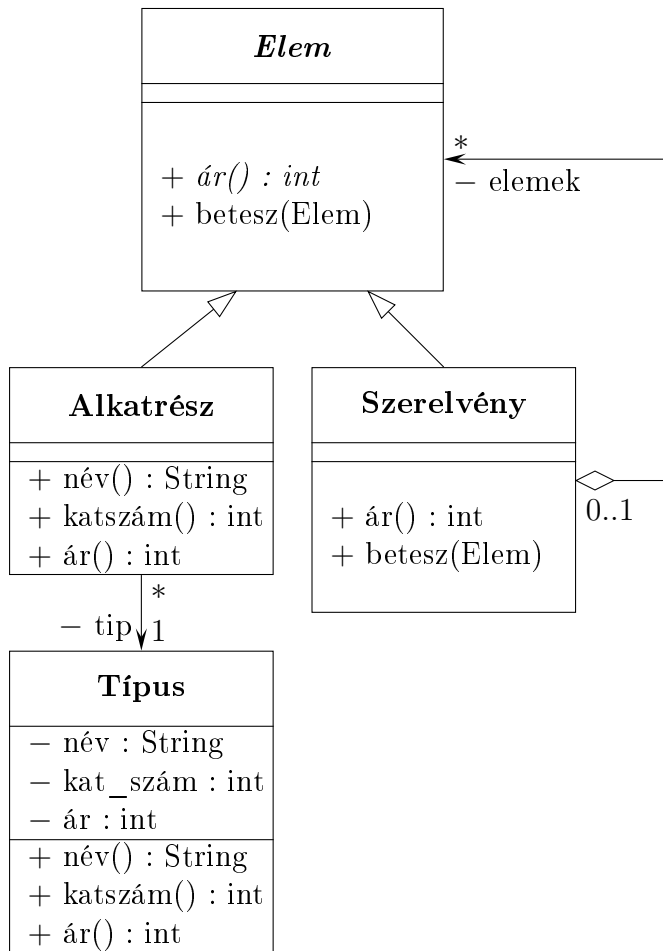 Elem
+ ár() : int
+ betesz(Elem)
*
− elemek
Alkatrész
+ név() : String
+ katszám() : int
+ ár() : int
Szerelvény
+ ár() : int
+ betesz(Elem)
0..1
*
− tip
1
Típus
− név : String
− kat_szám : int
− ár : int
+ név() : String
+ katszám() : int
+ ár() : int